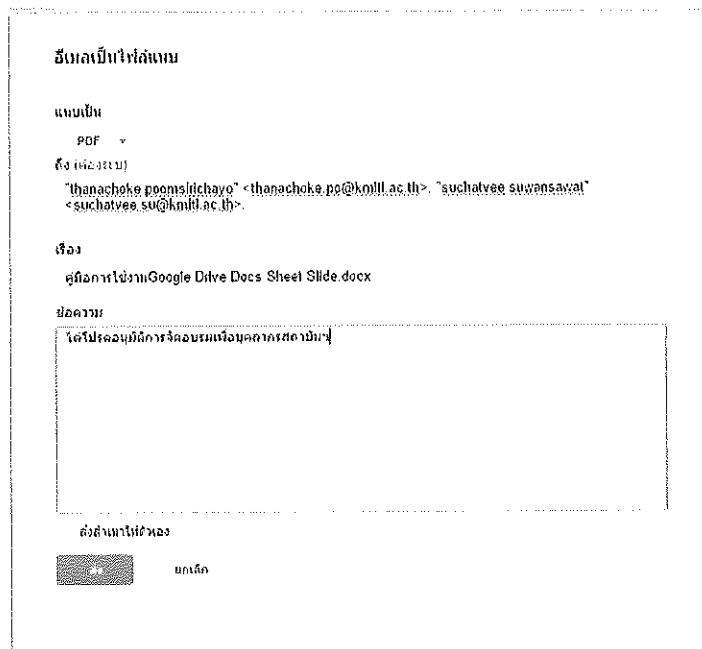 อีเมลเป็นไฟล์แนบ
แนบเป็น
PDF
ถึง (ต้องระบุ)
"thanachoke poomsirichayo" <thanachoke.po@kmitl.ac.th>, "suchatvee suwansawat"
<suchatvee.su@kmitl.ac.th>,
เรื่อง
คู่มือการใช้งานGoogle Drive Docs Sheet Slide.docx
ข้อความ
ได้โปรดอนุมัติการจัดอบรมเพื่อบุคลากรสถาบันฯ
ส่งสำเนาให้ตัวเอง
ส่ง
ยกเลิก